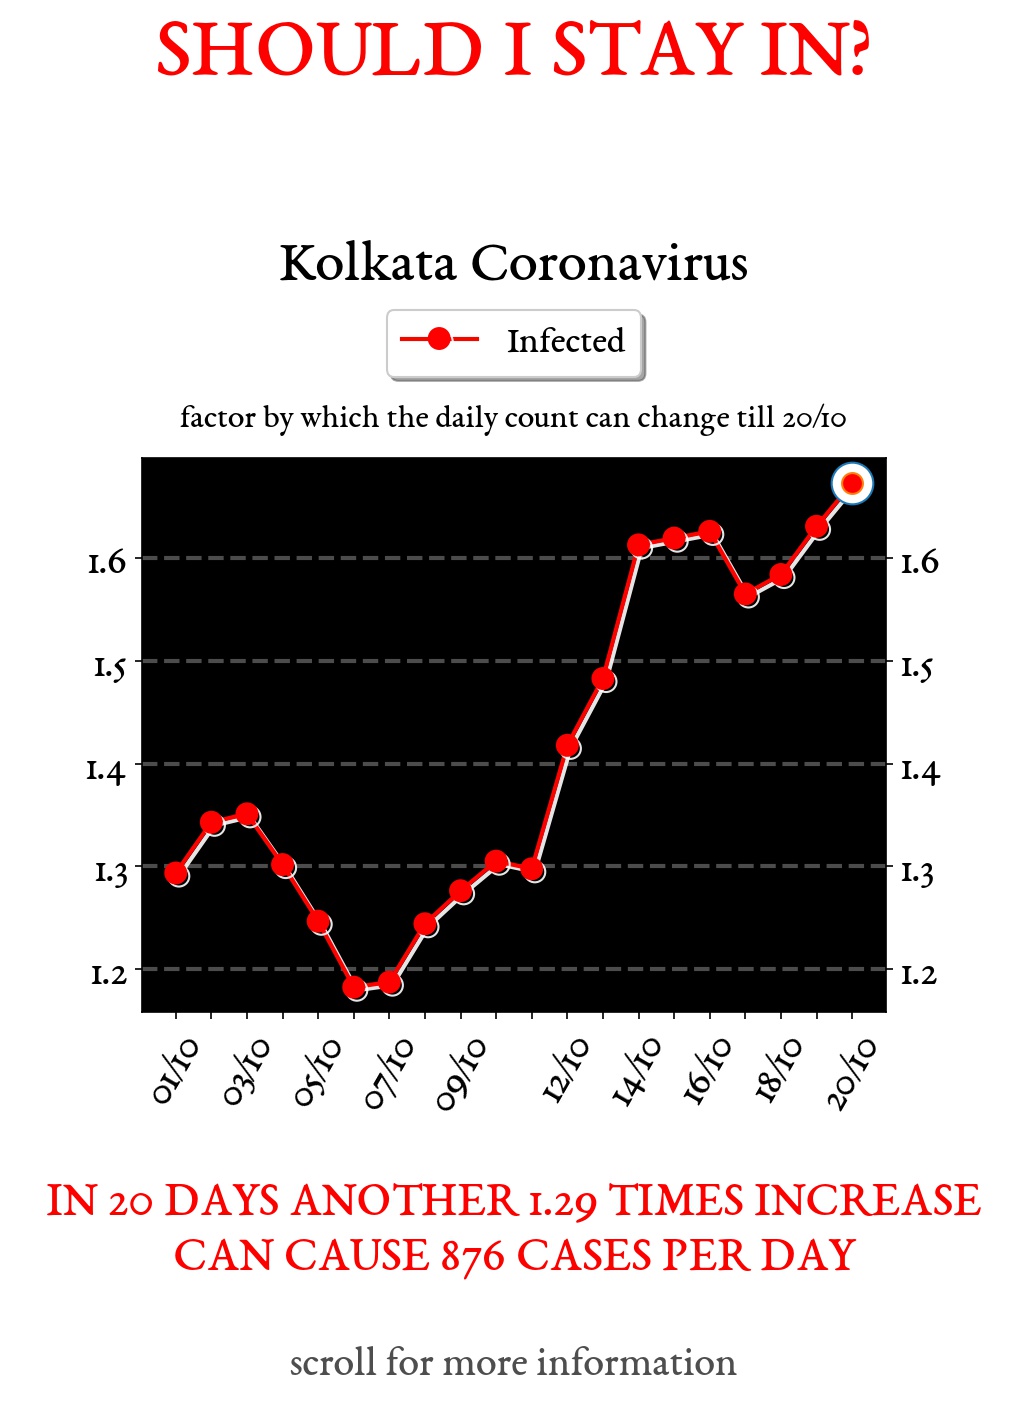 SHOULD I STAY IN?
Kolkata Coronavirus
Infected
factor by which the daily count can change till 20/10
1.6 1.6
1.5 1.5
1.4 1.4
1.3 1.3
1.2 1.2
01/10 03/10 05/10 07/10 09/10 12/10 14/10 16/10 18/10 20/10
IN 20 DAYS ANOTHER 1.29 TIMES INCREASE
CAN CAUSE 876 CASES PER DAY
scroll for more information